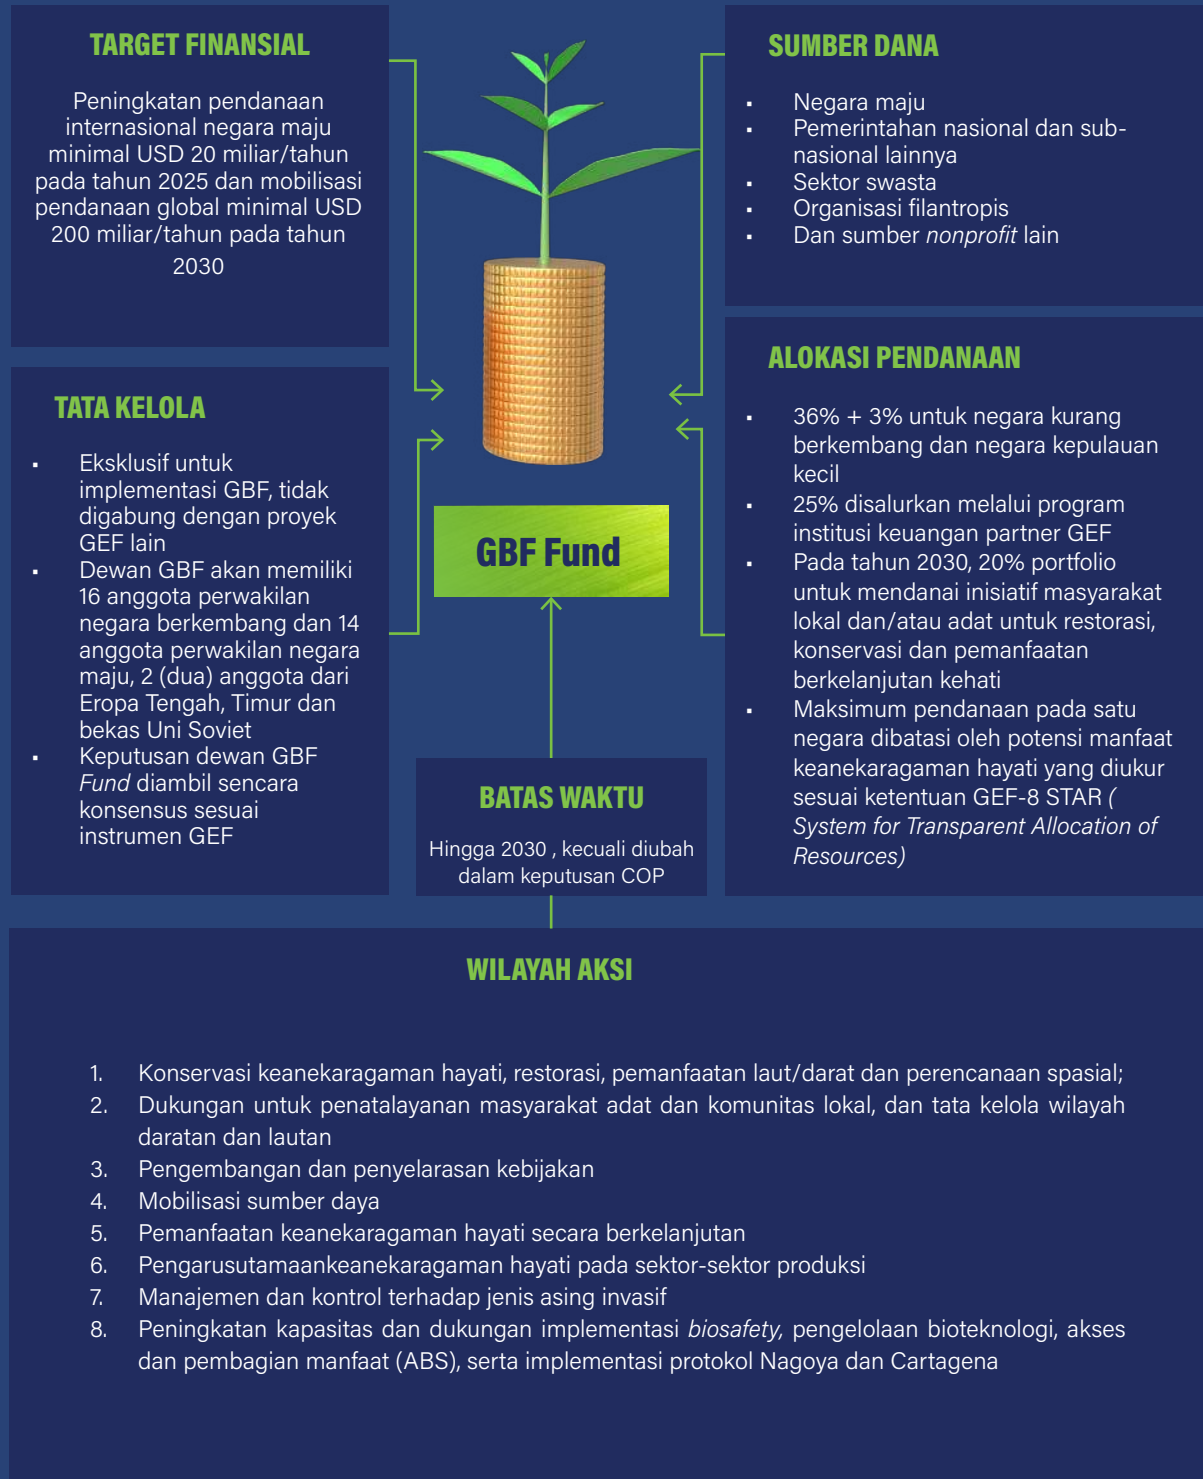 TARGET FINANSIAL
Peningkatan pendanaan
internasional negara maju
minimal USD 20 miliar/tahun
pada tahun 2025 dan mobilisasi
pendanaan global minimal USD
200 miliar/tahun pada tahun
2030
SUMBER DANA
▪ Negara maju
▪ Pemerintahan nasional dan sub-
nasional lainnya
▪ Sektor swasta
▪ Organisasi filantropis
▪ Dan sumber nonprofit lain
TATA KELOLA
▪ Eksklusif untuk
implementasi GBF, tidak
digabung dengan proyek
GEF lain
▪ Dewan GBF akan memiliki
16 anggota perwakilan
negara berkembang dan 14
anggota perwakilan negara
maju, 2 (dua) anggota dari
Eropa Tengah, Timur dan
bekas Uni Soviet
▪ Keputusan dewan GBF
Fund diambil sencara
konsensus sesuai
instrumen GEF
ALOKASI PENDANAAN
▪ 36% + 3% untuk negara kurang
berkembang dan negara kepulauan
kecil
▪ 25% disalurkan melalui program
institusi keuangan partner GEF
▪ Pada tahun 2030, 20% portfolio
untuk mendanai inisiatif masyarakat
lokal dan/atau adat untuk restorasi,
konservasi dan pemanfaatan
berkelanjutan kehati
▪ Maksimum pendanaan pada satu
negara dibatasi oleh potensi manfaat
keanekaragaman hayati yang diukur
sesuai ketentuan GEF-8 STAR (
System for Transparent Allocation of
Resources)
GBF Fund
BATAS WAKTU
Hingga 2030 , kecuali diubah
dalam keputusan COP
WILAYAH AKSI
1. Konservasi keanekaragaman hayati, restorasi, pemanfaatan laut/darat dan perencanaan spasial;
2. Dukungan untuk penatalayanan masyarakat adat dan komunitas lokal, dan tata kelola wilayah
daratan dan lautan
3. Pengembangan dan penyelarasan kebijakan
4. Mobilisasi sumber daya
5. Pemanfaatan keanekaragaman hayati secara berkelanjutan
6. Pengarusutamaankeanekaragaman hayati pada sektor-sektor produksi
7. Manajemen dan kontrol terhadap jenis asing invasif
8. Peningkatan kapasitas dan dukungan implementasi biosafety, pengelolaan bioteknologi, akses
dan pembagian manfaat (ABS), serta implementasi protokol Nagoya dan Cartagena